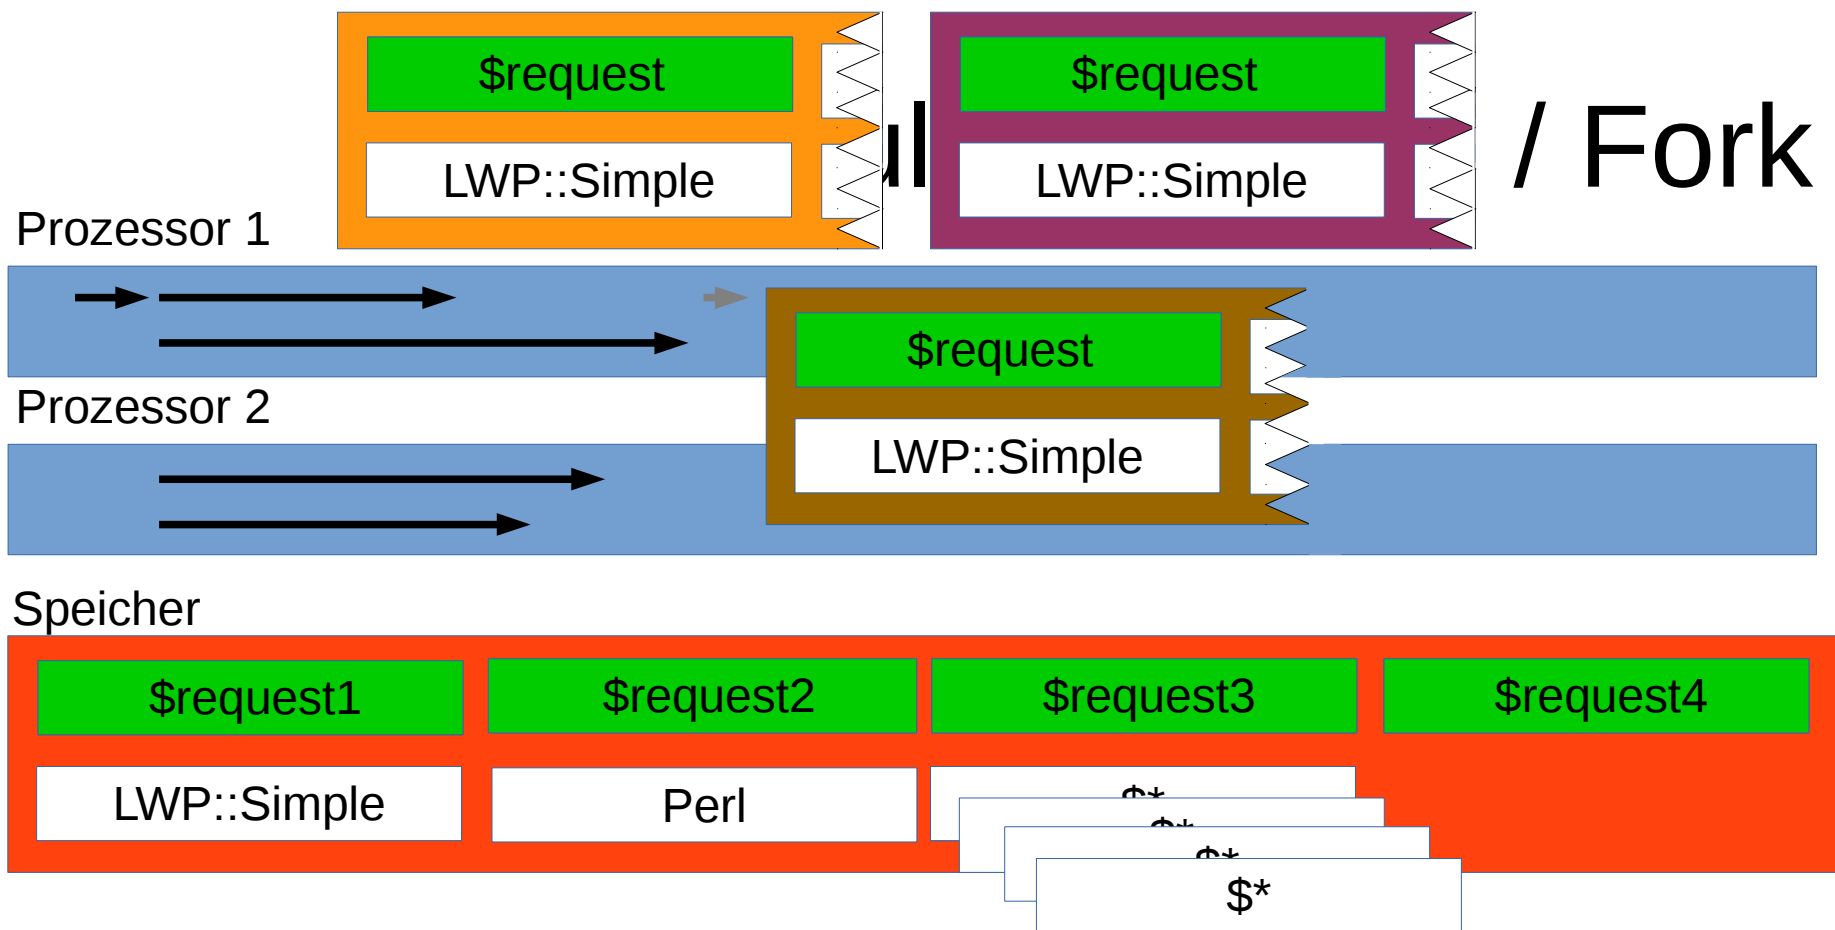 $request
$request
/ Fork
LWP::Simple
LWP::Simple
Prozessor 1
$request
Prozessor 2
LWP::Simple
Speicher
$request1
$request2
$request3
$request4
LWP::Simple
Perl
$*
$*
$*
$*